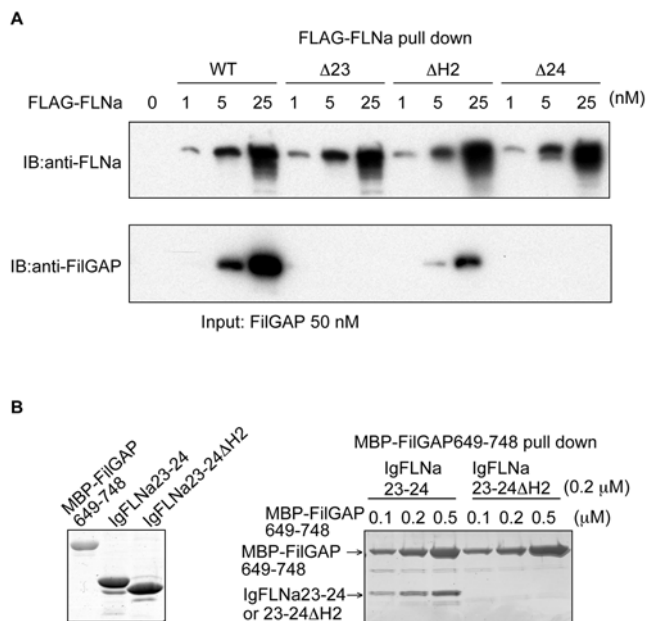 A
FLAG-FLNa pull down
WT Δ23 ΔH2 Δ24
FLAG-FLNa 0 1 5 25 1 5 25 1 5 25 1 5 25 (nM)
IB:anti-FLNa
IB:anti-FilGAP
Input: FilGAP 50 nM
B
MBP-FilGAP
649-748
IgFLNa23-24
IgFLNa23-24ΔH2
MBP-FilGAP649-748 pull down
IgFLNa
23-24
IgFLNa
23-24ΔH2
(0.2 μM)
MBP-FilGAP
649-748
0.1 0.2 0.5 0.1 0.2 0.5 (μM)
MBP-FilGAP
649-748
IgFLNa23-24
or 23-24ΔH2